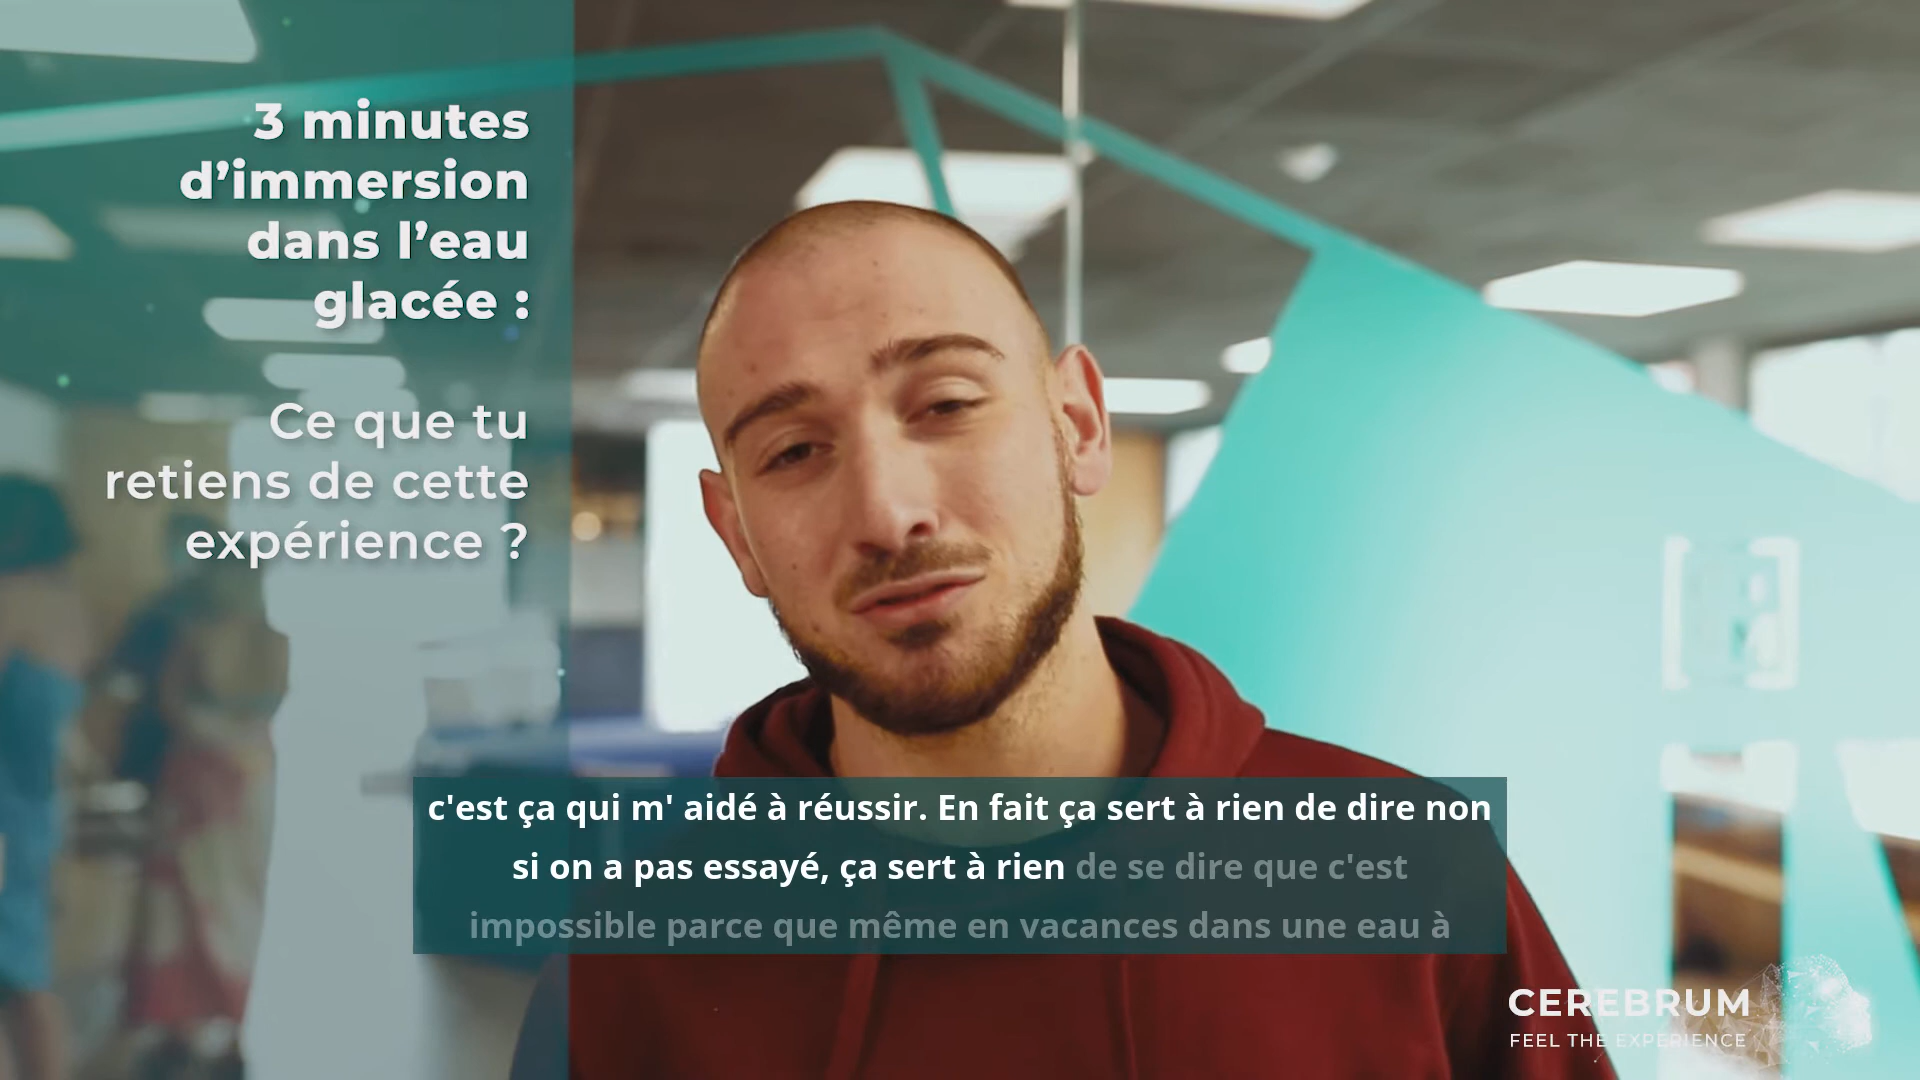 3 minutes
d’immersion
dans l’eau
glacée :
Ce que tu
retiens de cette
expérience ?
c'est ça qui m' aidé à réussir. En fait ça sert à rien de dire non
si on a pas essayé, ça sert à rien de se dire que c'est
impossible parce que même en vacances dans une eau à
CEREBRUM
FEEL THE EXPERIENCE